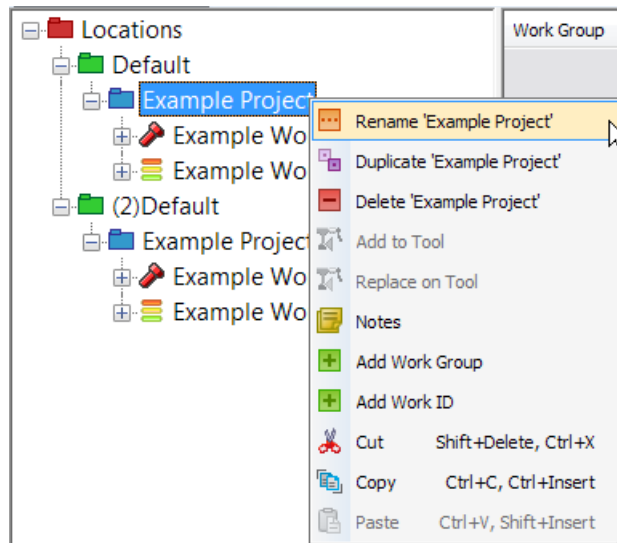 Locations
Work Group
Default
Example Project
Rename 'Example Project'
Example Wo
Duplicate 'Example Project'
Example Wo
Delete 'Example Project'
(2)Default
Add to Tool
Example Project
Replace on Tool
Example Wo
Notes
Example Wo
Add Work Group
Add Work ID
Cut Shift+Delete, Ctrl+X
Copy Ctrl+C, Ctrl+Insert
Paste Ctrl+V, Shift+Insert